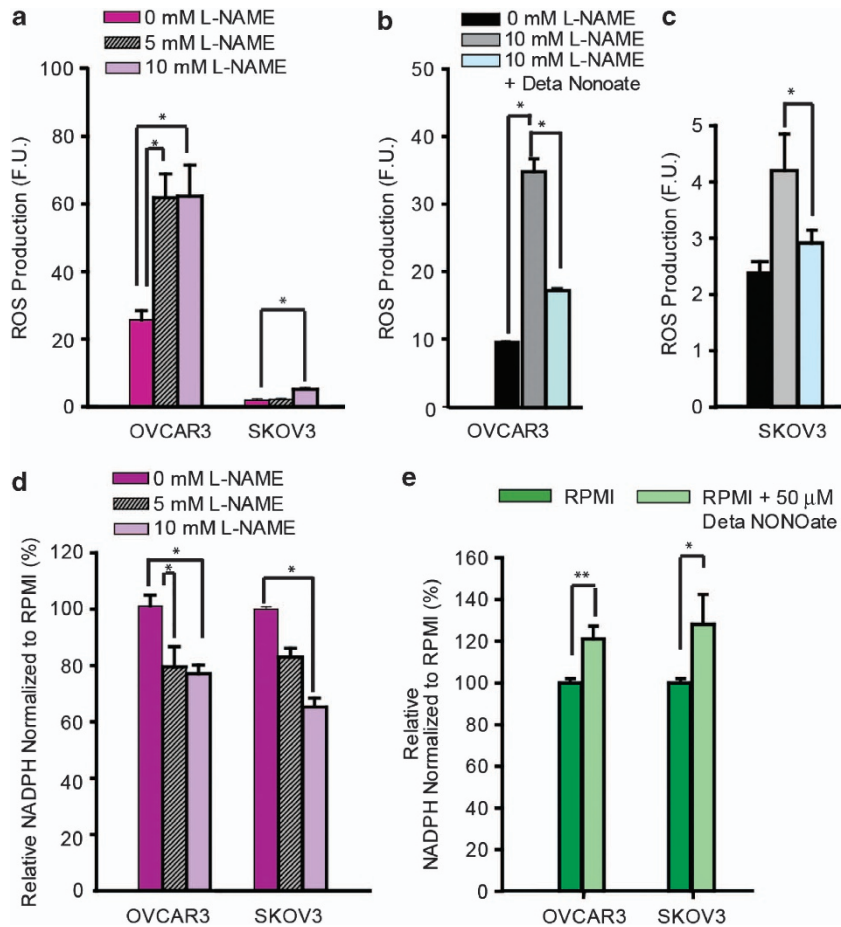 a
0 mM L-NAME
5 mM L-NAME
10 mM L-NAME
ROS Production (F.U.)
100
80
60
40
20
0
*
*
*
OVCAR3
SKOV3
b
0 mM L-NAME
10 mM L-NAME
10 mM L-NAME
+ Deta Nonoate
ROS Production (F.U.)
50
40
30
20
10
0
*
*
OVCAR3
c
ROS Production (F.U.)
5
4
3
2
1
0
*
SKOV3
d
0 mM L-NAME
5 mM L-NAME
10 mM L-NAME
Relative NADPH Normalized to RPMI (%)
120
100
80
60
40
20
0
*
*
*
OVCAR3
SKOV3
e
RPMI
RPMI + 50 μM
Deta NONOate
Relative
NADPH Normalized to RPMI (%)
160
140
120
100
80
60
40
20
0
**
*
OVCAR3
SKOV3